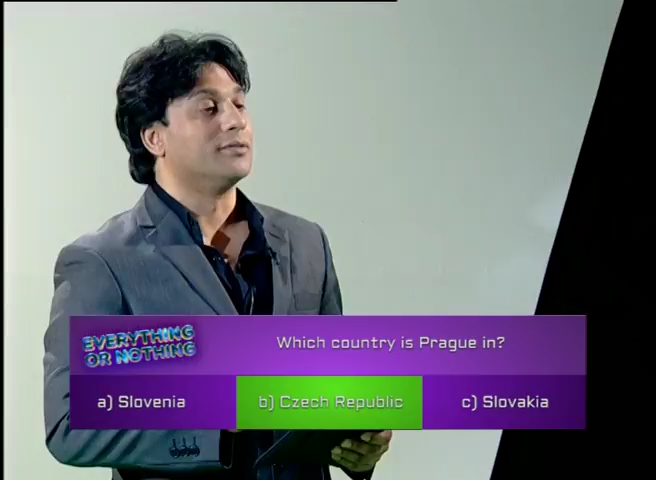 EVERYTHING
OR NOTHING
Which country is Prague in?
a) Slovenia
b) Czech Republic
c) Slovakia